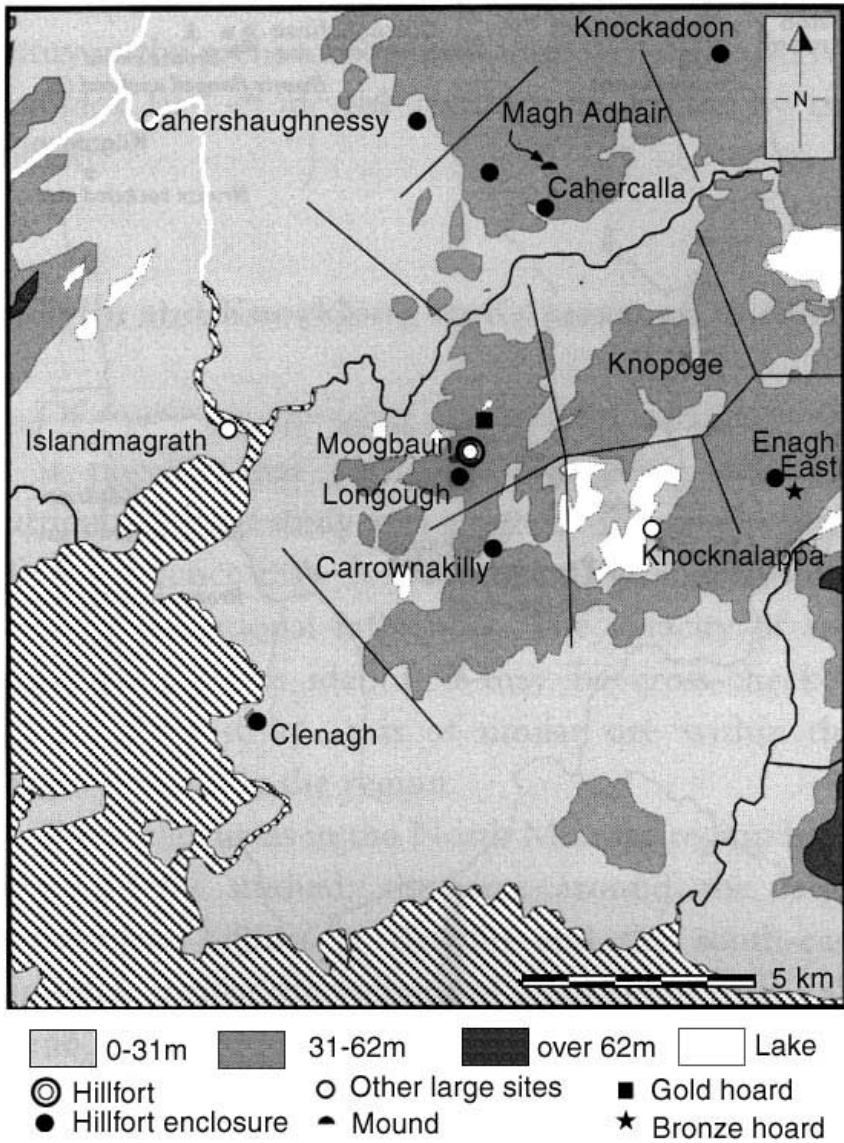 Knockadoon
N
Magh Adhair
Cahershaughnessy
Cahercalla
Knopoge
Islandmagrath
Moogbaun
Enagh
East
Longough
Knocknalappa
Carrownakilly
Clenagh
5 km
0-31m
31-62m
over 62m
Lake
Hillfort
Other large sites
Gold hoard
Hillfort enclosure
Mound
Bronze hoard